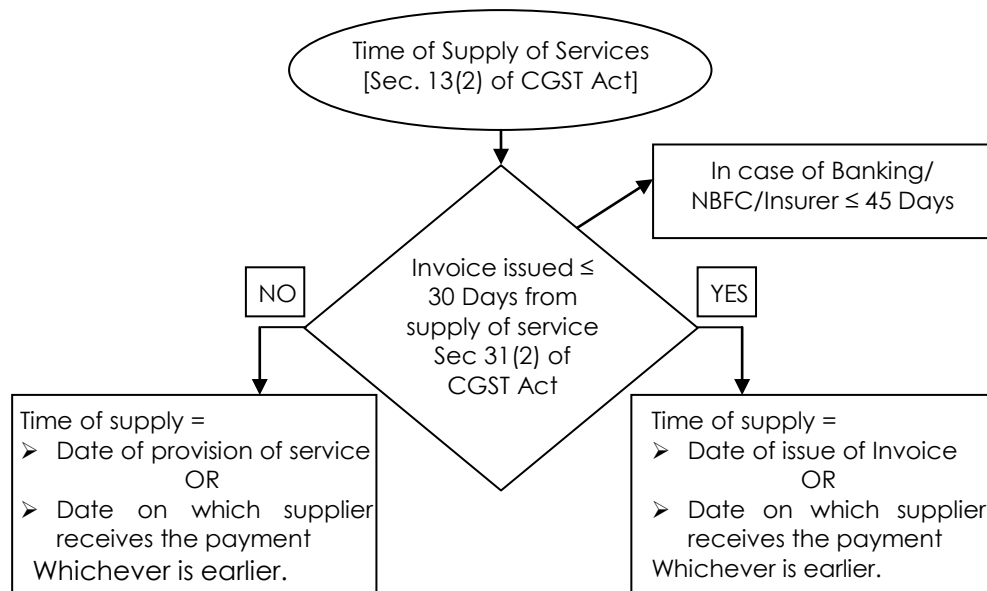 Time of Supply of Services
[Sec. 13(2) of CGST Act]
In case of Banking/
NBFC/Insurer ≤ 45 Days
Invoice issued ≤
30 Days from
supply of service
Sec 31(2) of
CGST Act
NO
YES
Time of supply =
➢ Date of provision of service
OR
➢ Date on which supplier
receives the payment
Whichever is earlier.
Time of supply =
➢ Date of issue of Invoice
OR
➢ Date on which supplier
receives the payment
Whichever is earlier.